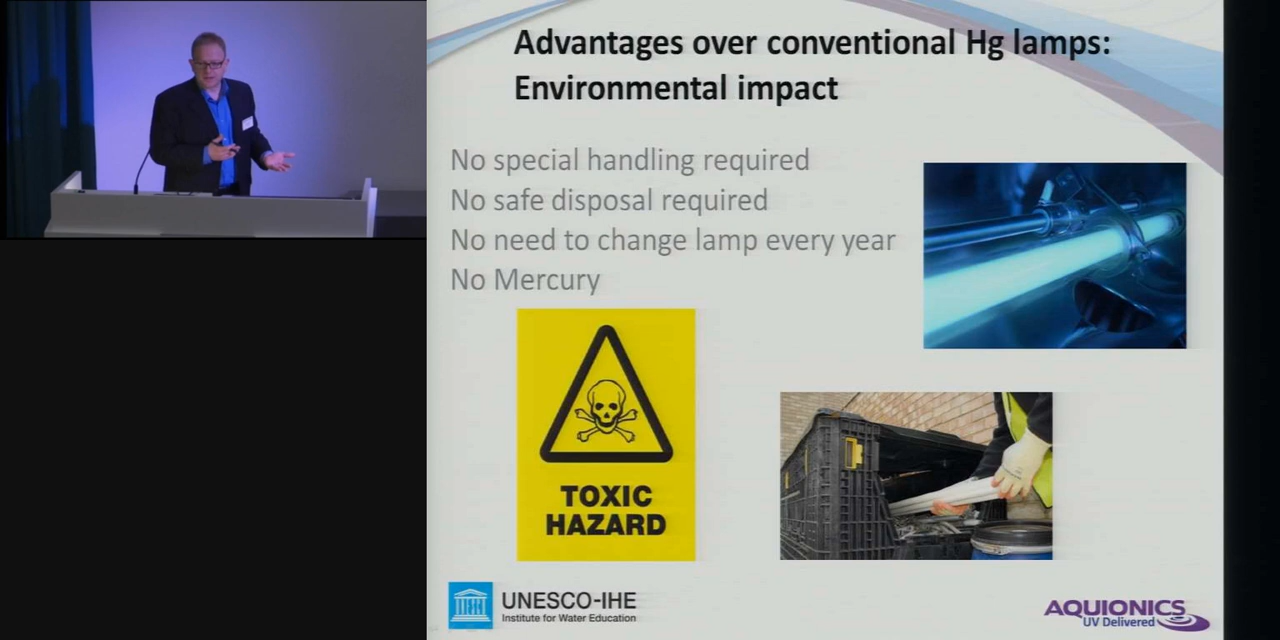 Advantages over conventional Hg lamps:
Environmental impact
No special handling required
No safe disposal required
No need to change lamp every year
No Mercury
TOXIC
HAZARD
UNESCO-IHE
Institute for Water Education
AQUIONICS
UV Delivered